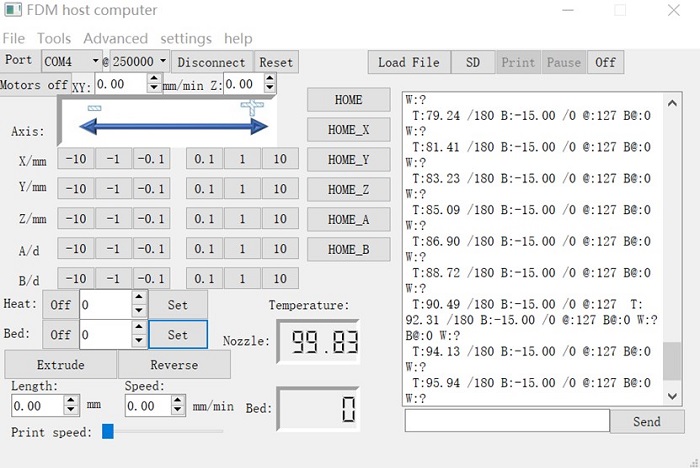 FDM host computer
File Tools Advanced settings help
Port COM4 @ 250000 Disconnect Reset Load File SD Print Pause Off
Motors off XY: 0.00 mm/min Z: 0.00
HOME
Axis:
HOME_X
X/mm -10 -1 -0.1 0.1 1 10 HOME_Y
Y/mm -10 -1 -0.1 0.1 1 10 HOME_Z
Z/mm -10 -1 -0.1 0.1 1 10 HOME_A
A/d -10 -1 -0.1 0.1 1 10 HOME_B
B/d -10 -1 -0.1 0.1 1 10
Heat: Off 0 Set Temperature:
Bed: Off 0 Set Nozzle: 99.83
Extrude Reverse
Length: Speed:
0.00 mm 0.00 mm/min Bed: 0
Print speed:
W:?
T:79.24 /180 B:-15.00 /0 @:127 B@:0
W:?
T:81.41 /180 B:-15.00 /0 @:127 B@:0
W:?
T:83.23 /180 B:-15.00 /0 @:127 B@:0
W:?
T:85.09 /180 B:-15.00 /0 @:127 B@:0
W:?
T:86.90 /180 B:-15.00 /0 @:127 B@:0
W:?
T:88.72 /180 B:-15.00 /0 @:127 B@:0
W:?
T:90.49 /180 B:-15.00 /0 @:127 T:
92.31 /180 B:-15.00 /0 @:127 B@:0 W:?
B@:0 W:?
T:94.13 /180 B:-15.00 /0 @:127 B@:0
W:?
T:95.94 /180 B:-15.00 /0 @:127 B@:0
W:?
Send